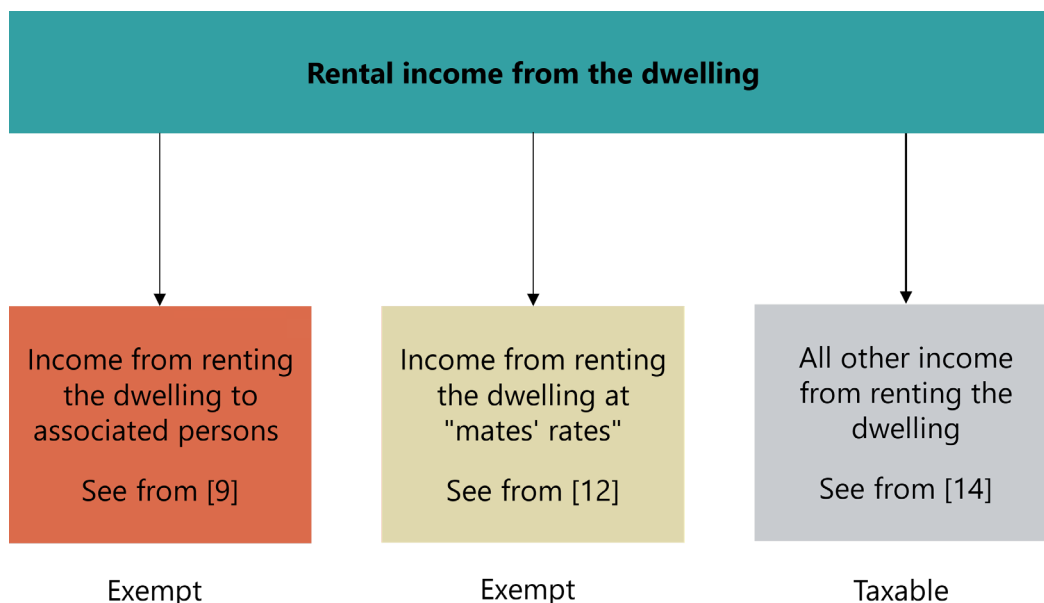 Rental income from the dwelling
Income from renting
the dwelling to
associated persons
See from [9]
Income from renting
the dwelling at
"mates' rates"
See from [12]
All other income
from renting the
dwelling
See from [14]
Exempt
Exempt
Taxable